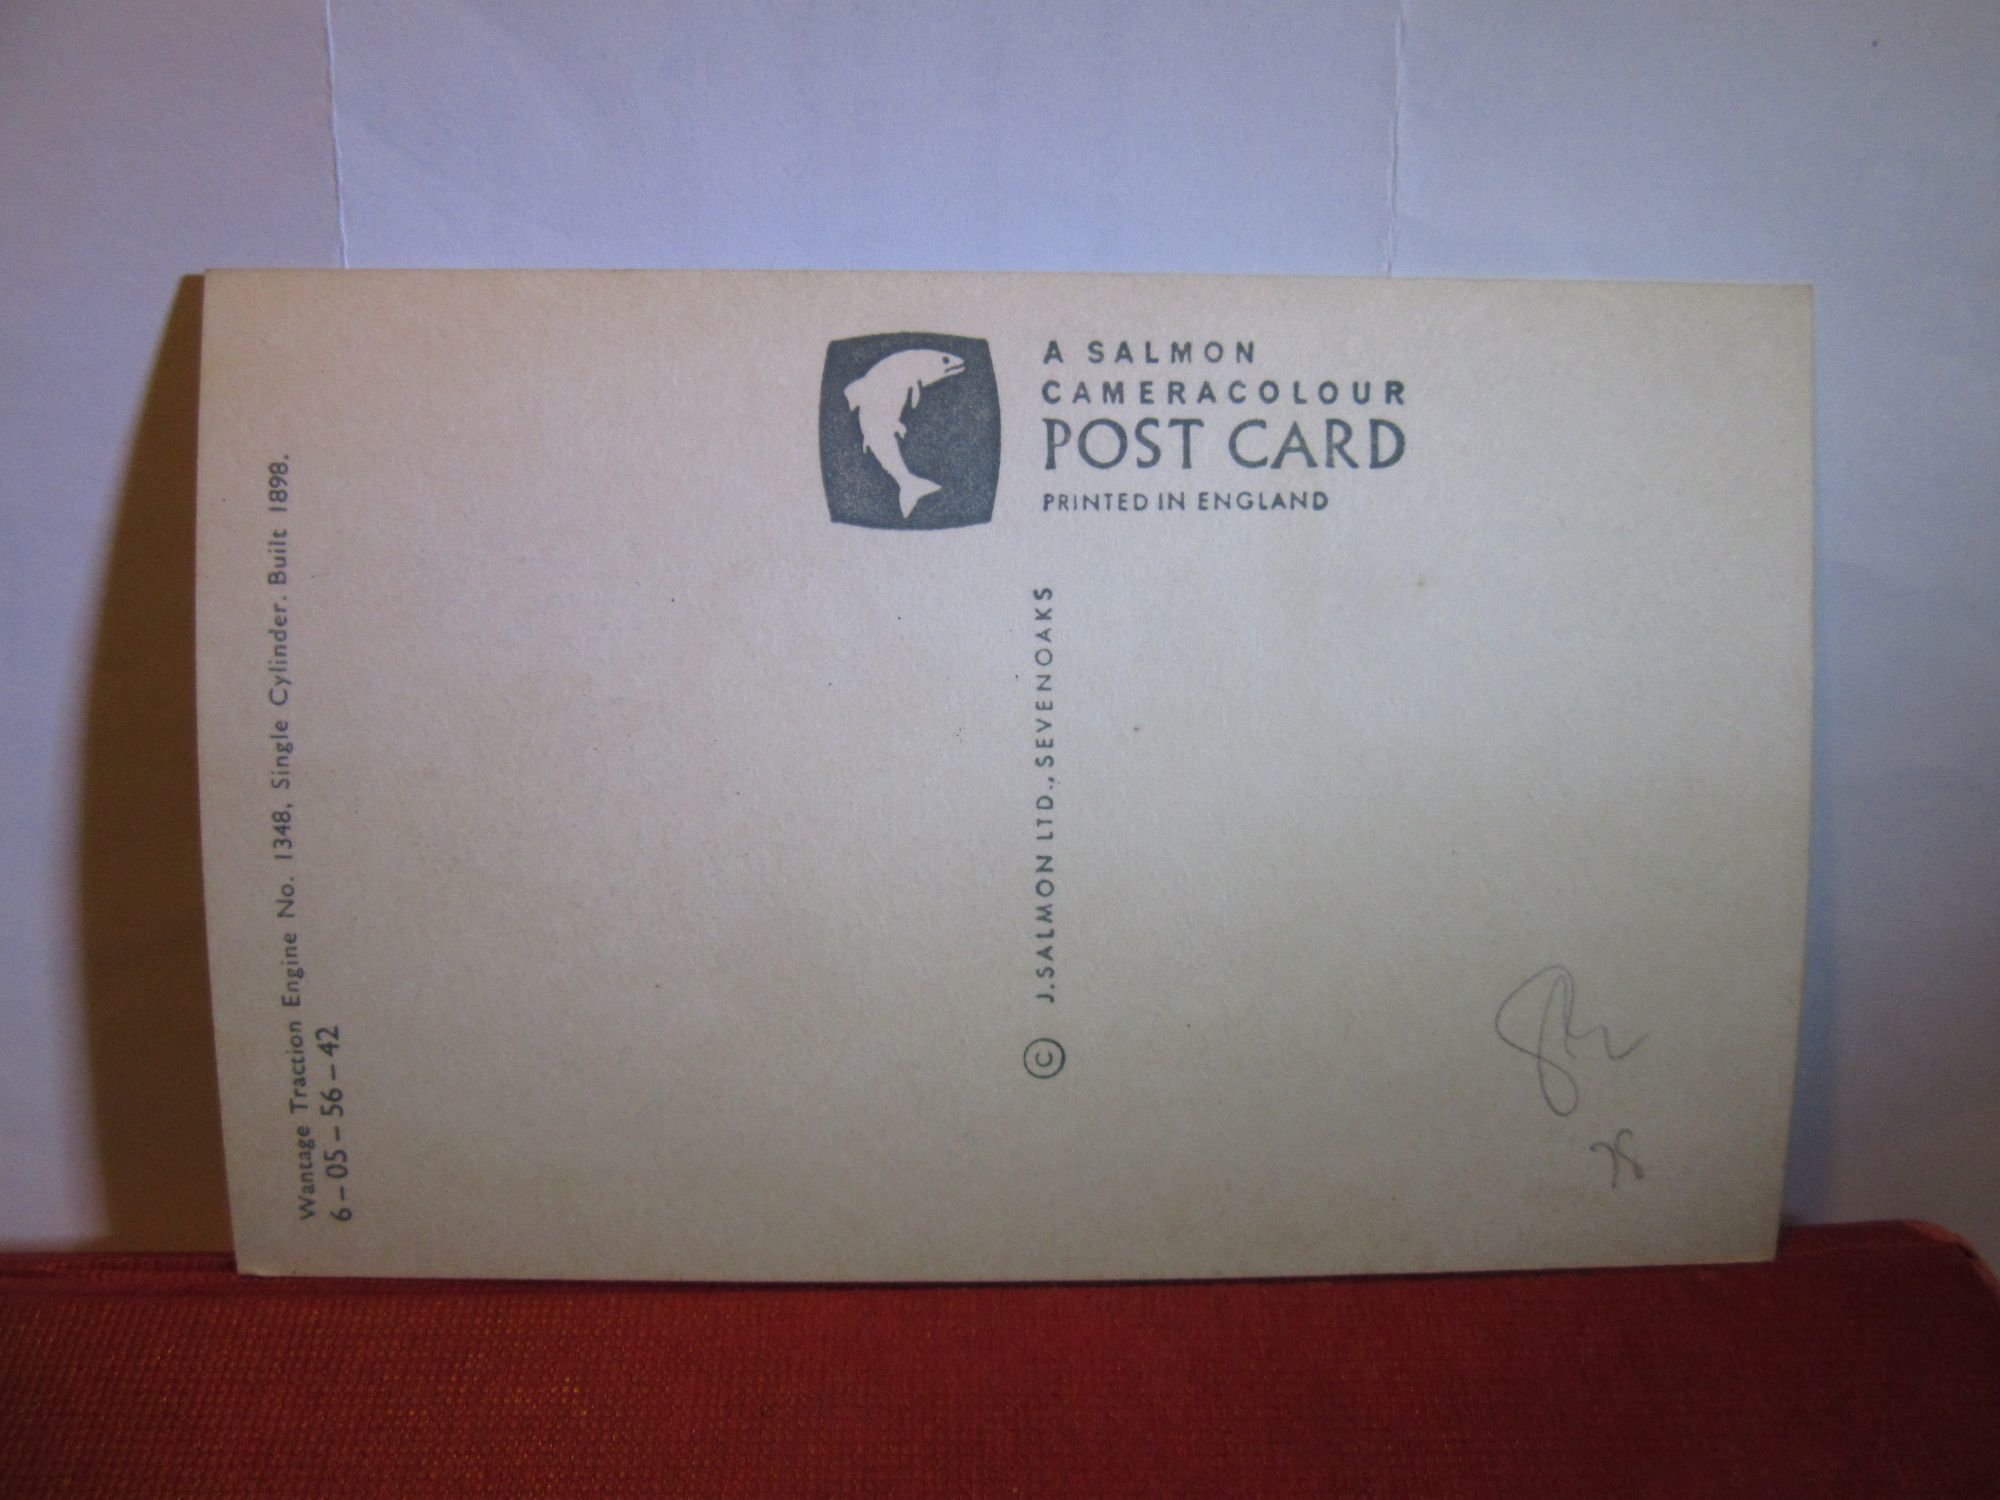 A SALMON
CAMERACOLOUR
POST CARD
PRINTED IN ENGLAND
Wantage Traction Engine No. 1348, Single Cylinder. Built 1898.
6-05-56-42
© J. SALMON LTD., SEVENOAKS